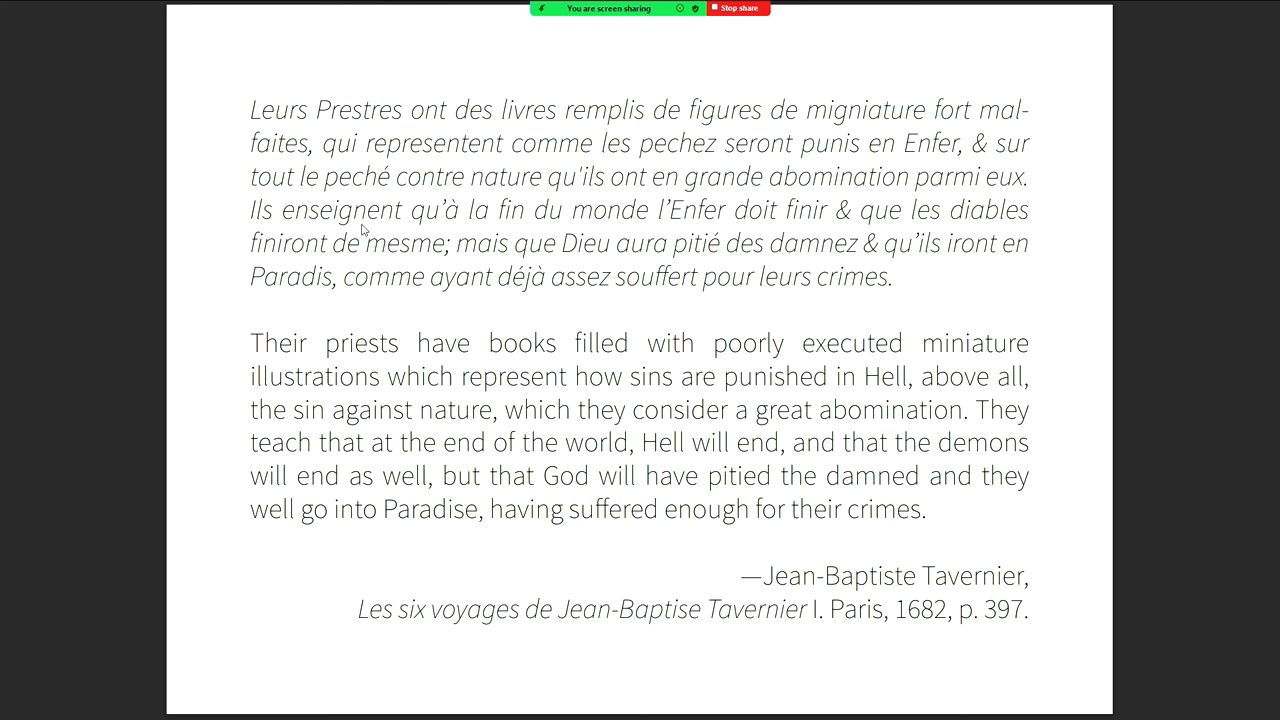 You are screen sharing
Stop share
Leurs Prestres ont des livres remplis de figures de migniature fort mal-
faites, qui representent comme les pechez seront punis en Enfer, & sur
tout le peché contre nature qu'ils ont en grande abomination parmi eux.
Ils enseignent qu’à la fin du monde l’Enfer doit finir & que les diables
finiront de mesme; mais que Dieu aura pitié des damnez & qu’ils iront en
Paradis, comme ayant déjà assez souffert pour leurs crimes.
Their priests have books filled with poorly executed miniature
illustrations which represent how sins are punished in Hell, above all,
the sin against nature, which they consider a great abomination. They
teach that at the end of the world, Hell will end, and that the demons
will end as well, but that God will have pitied the damned and they
well go into Paradise, having suffered enough for their crimes.
—Jean-Baptiste Tavernier,
Les six voyages de Jean-Baptise Tavernier I. Paris, 1682, p. 397.